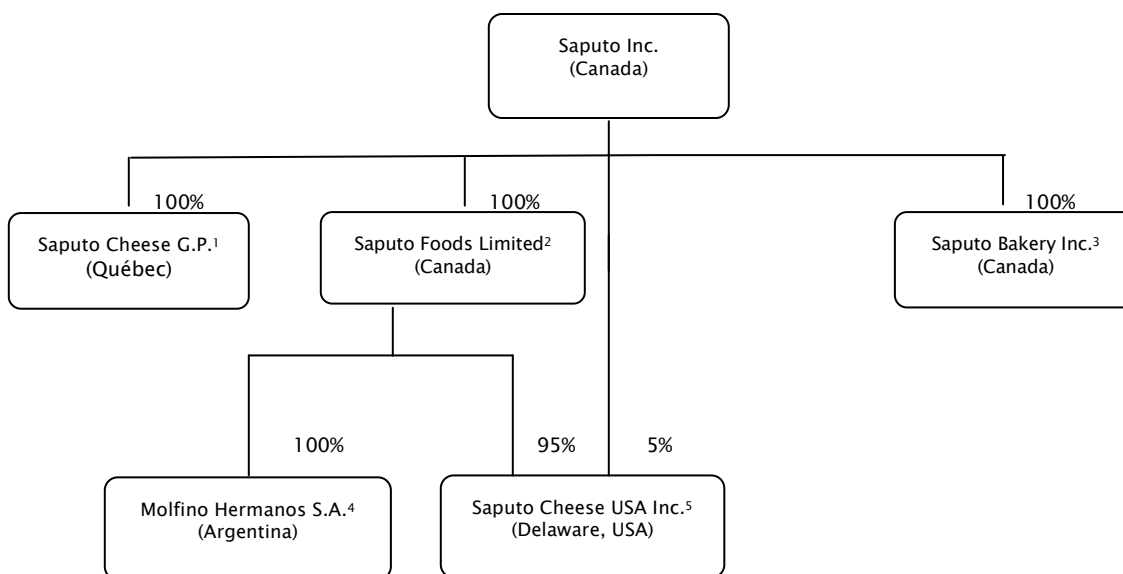 Saputo Inc.
(Canada)
100%
100%
100%
Saputo Cheese G.P.¹
(Québec)
Saputo Foods Limited²
(Canada)
Saputo Bakery Inc.³
(Canada)
100%
95%
5%
Molfino Hermanos S.A.⁴
(Argentina)
Saputo Cheese USA Inc.⁵
(Delaware, USA)